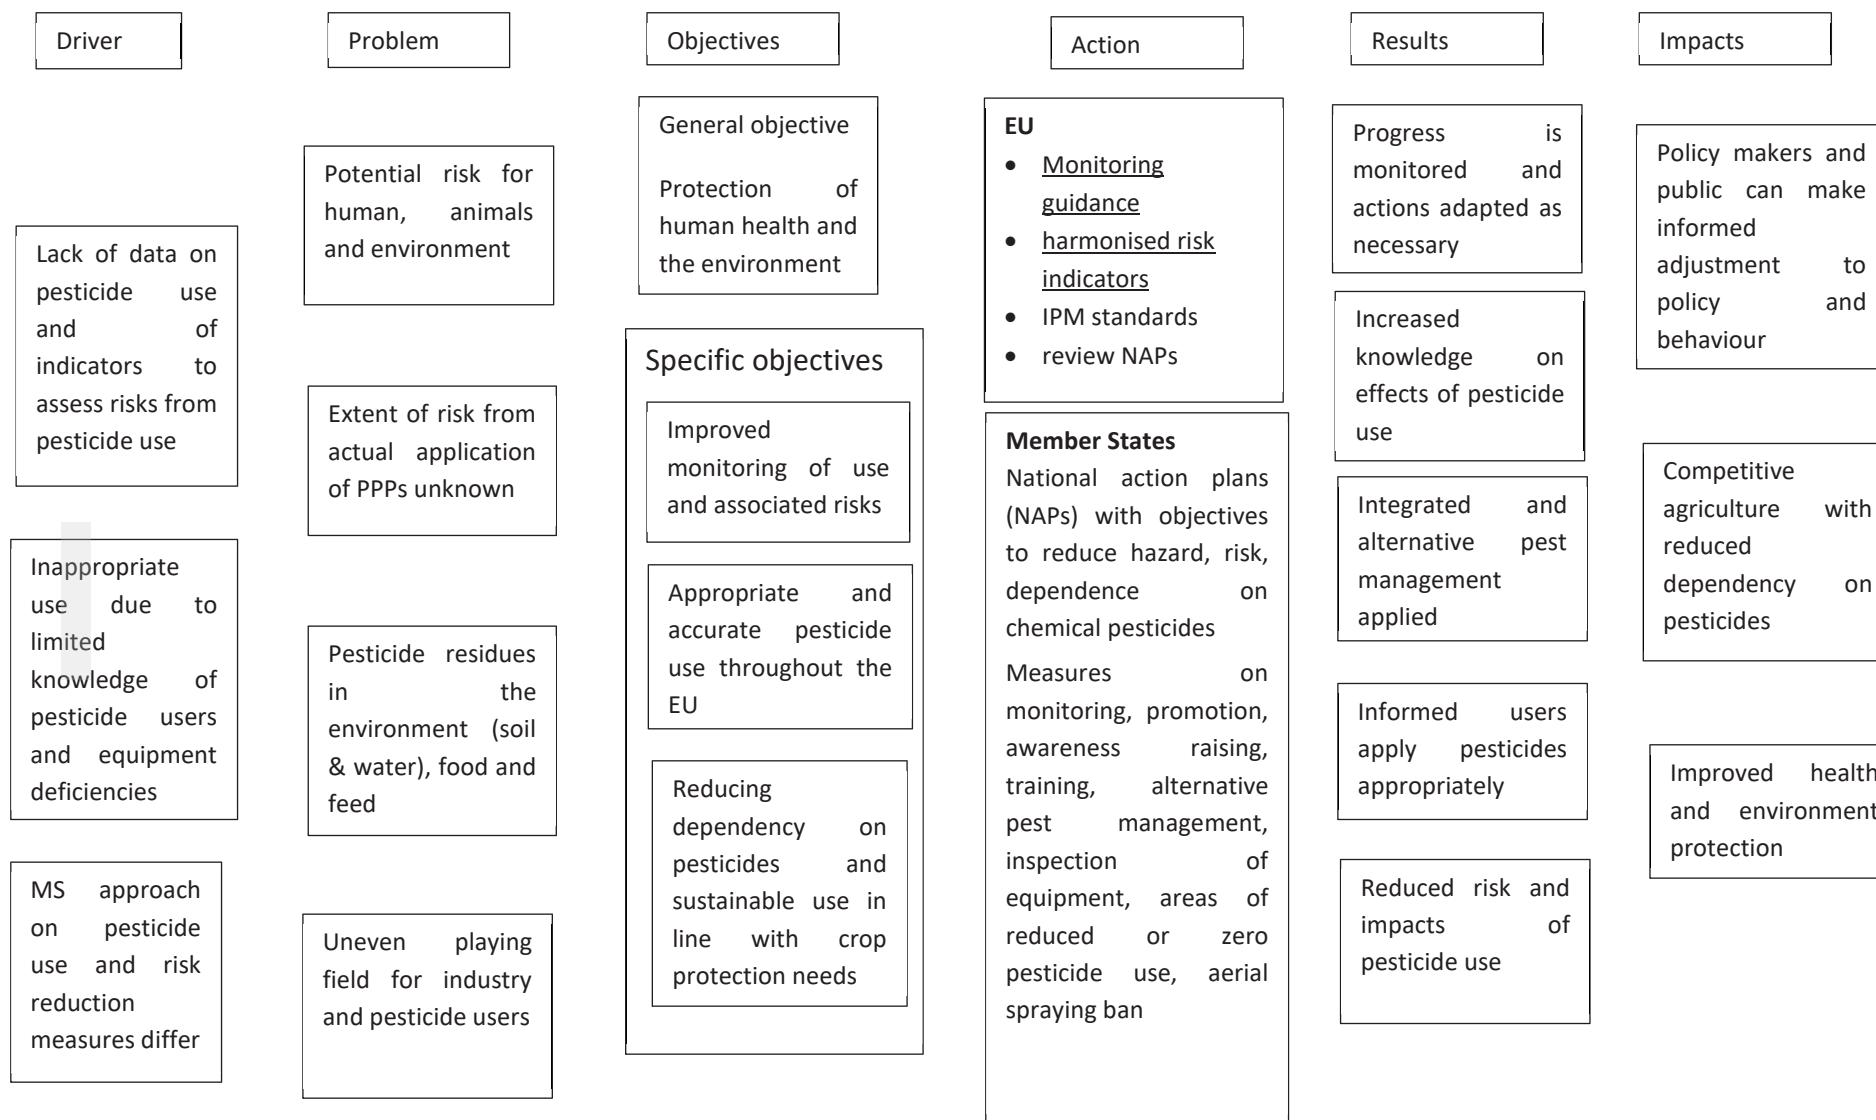 Driver
Problem
Objectives
Action
Results
Impacts
Lack of data on
pesticide use
and of
indicators to
assess risks from
pesticide use
Inappropriate
use due to
limited
knowledge of
pesticide users
and equipment
deficiencies
MS approach
on pesticide
use and risk
reduction
measures differ
Potential risk for
human, animals
and environment
Extent of risk from
actual application
of PPPs unknown
Pesticide residues
in the
environment (soil
& water), food and
feed
Uneven playing
field for industry
and pesticide users
General objective
Protection of
human health and
the environment
Specific objectives
Improved
monitoring of use
and associated risks
Appropriate and
accurate pesticide
use throughout the
EU
Reducing
dependency on
pesticides and
sustainable use in
line with crop
protection needs
EU
• Monitoring
guidance
• harmonised risk
indicators
• IPM standards
• review NAPs
Member States
National action plans
(NAPs) with objectives
to reduce hazard, risk,
dependence on
chemical pesticides
Measures on
monitoring, promotion,
awareness raising,
training, alternative
pest management,
inspection of
equipment, areas of
reduced or zero
pesticide use, aerial
spraying ban
Progress is
monitored and
actions adapted as
necessary
Increased
knowledge on
effects of pesticide
use
Integrated and
alternative pest
management
applied
Informed users
apply pesticides
appropriately
Reduced risk and
impacts of
pesticide use
Policy makers and
public can make
informed
adjustment to
policy and
behaviour
Competitive
agriculture with
reduced
dependency on
pesticides
Improved health
and environment
protection